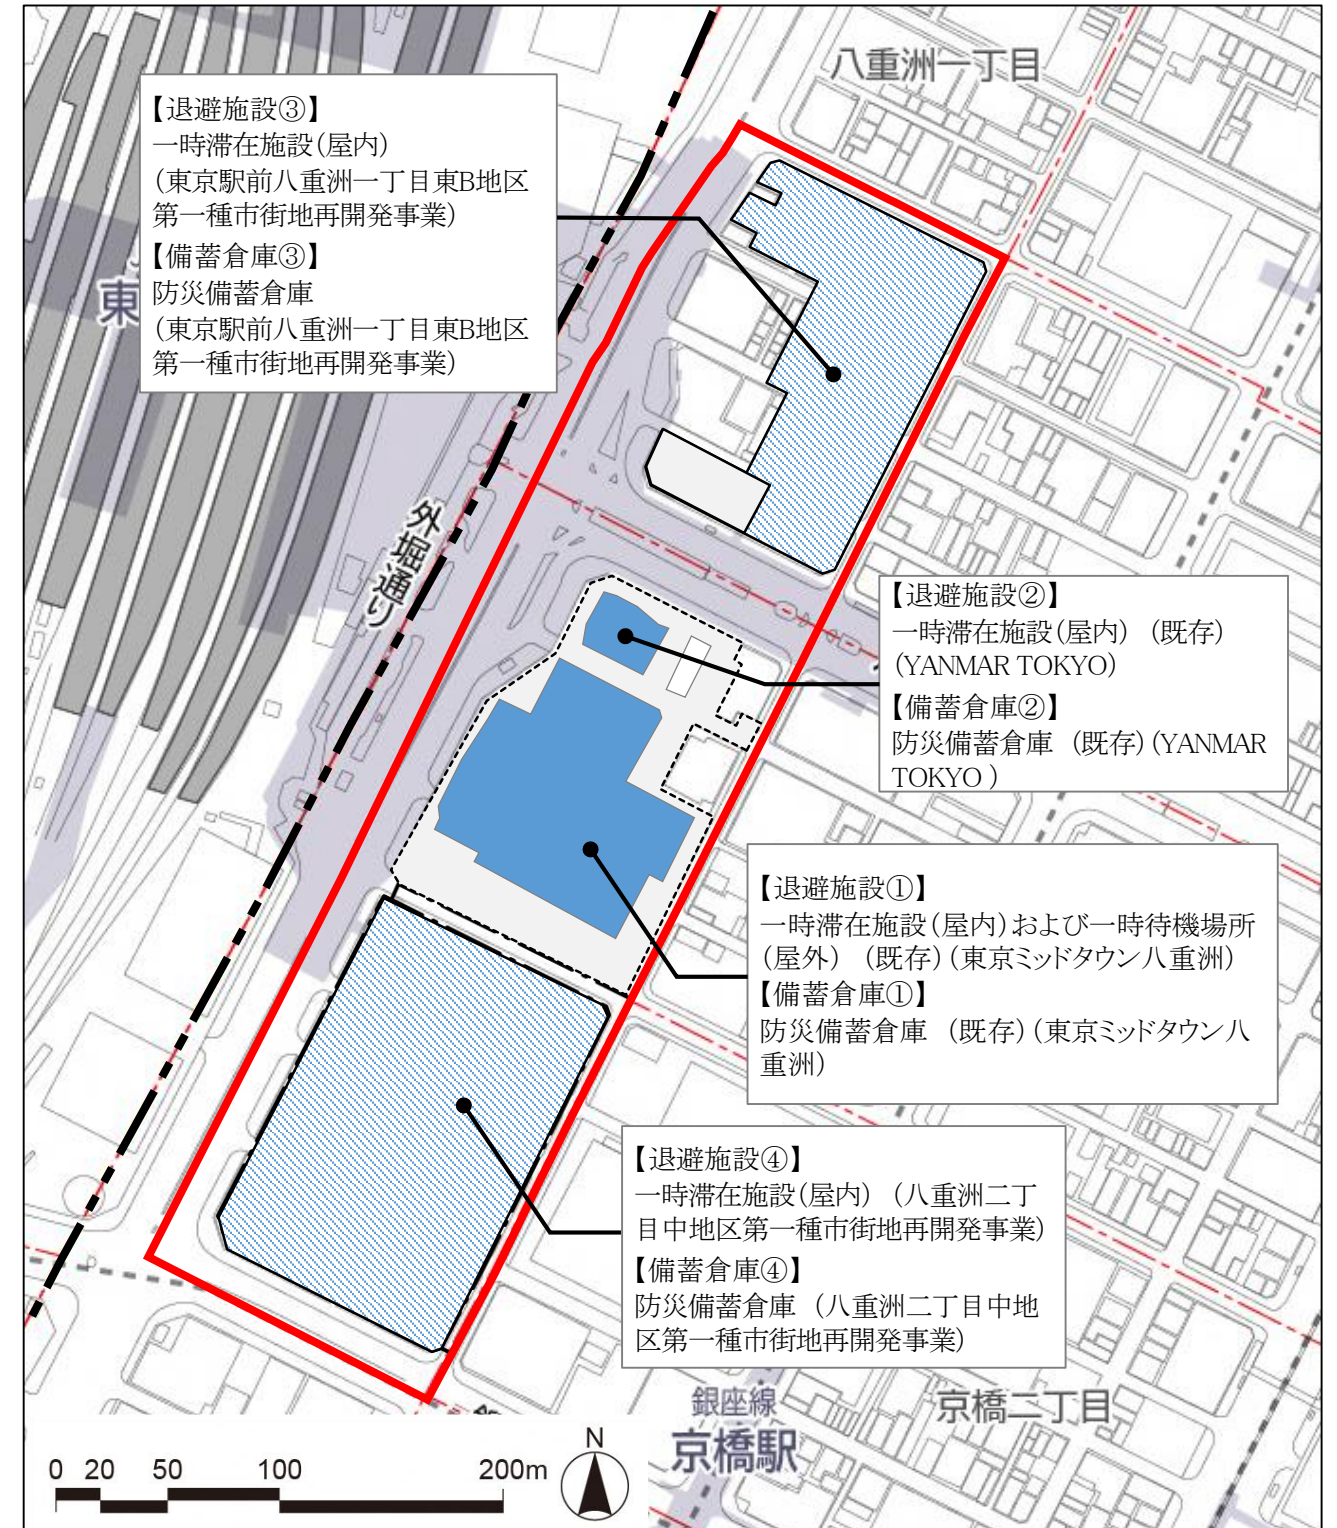 八重洲一丁目
【退避施設③】
一時滞在施設(屋内)
(東京駅前八重洲一丁目東B地区
第一種市街地再開発事業)
【備蓄倉庫③】
防災備蓄倉庫
(東京駅前八重洲一丁目東B地区
第一種市街地再開発事業)
東
外堀通り
【退避施設②】
一時滞在施設(屋内) (既存)
(YANMAR TOKYO)
【備蓄倉庫②】
防災備蓄倉庫 (既存)(YANMAR
TOKYO )
【退避施設①】
一時滞在施設(屋内)および一時待機場所
(屋外) (既存)(東京ミッドタウン八重洲)
【備蓄倉庫①】
防災備蓄倉庫 (既存)(東京ミッドタウン八
重洲)
【退避施設④】
一時滞在施設(屋内) (八重洲二丁
目中地区第一種市街地再開発事業)
【備蓄倉庫④】
防災備蓄倉庫 (八重洲二丁目中地
区第一種市街地再開発事業)
銀座線
京橋駅
京橋二丁目
0 20 50 100 200m
N